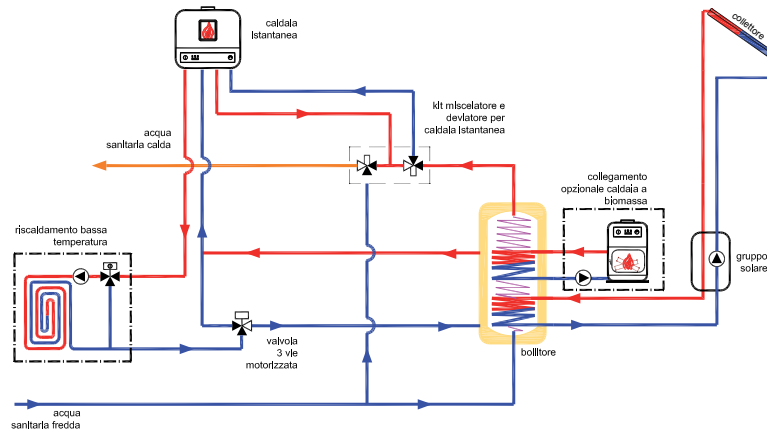 caldaIa
Istantanea
collettore
kIt mIscelatore e
devIatore per
caldaIa Istantanea
acqua
sanItarIa calda
collegamento
opzIonale caldaIa a
bIomassa
rIscaldamento bassa
temperatura
gruppo
solare
valvola
3 vIe
motorIzzata
bollItore
acqua
sanItarIa fredda